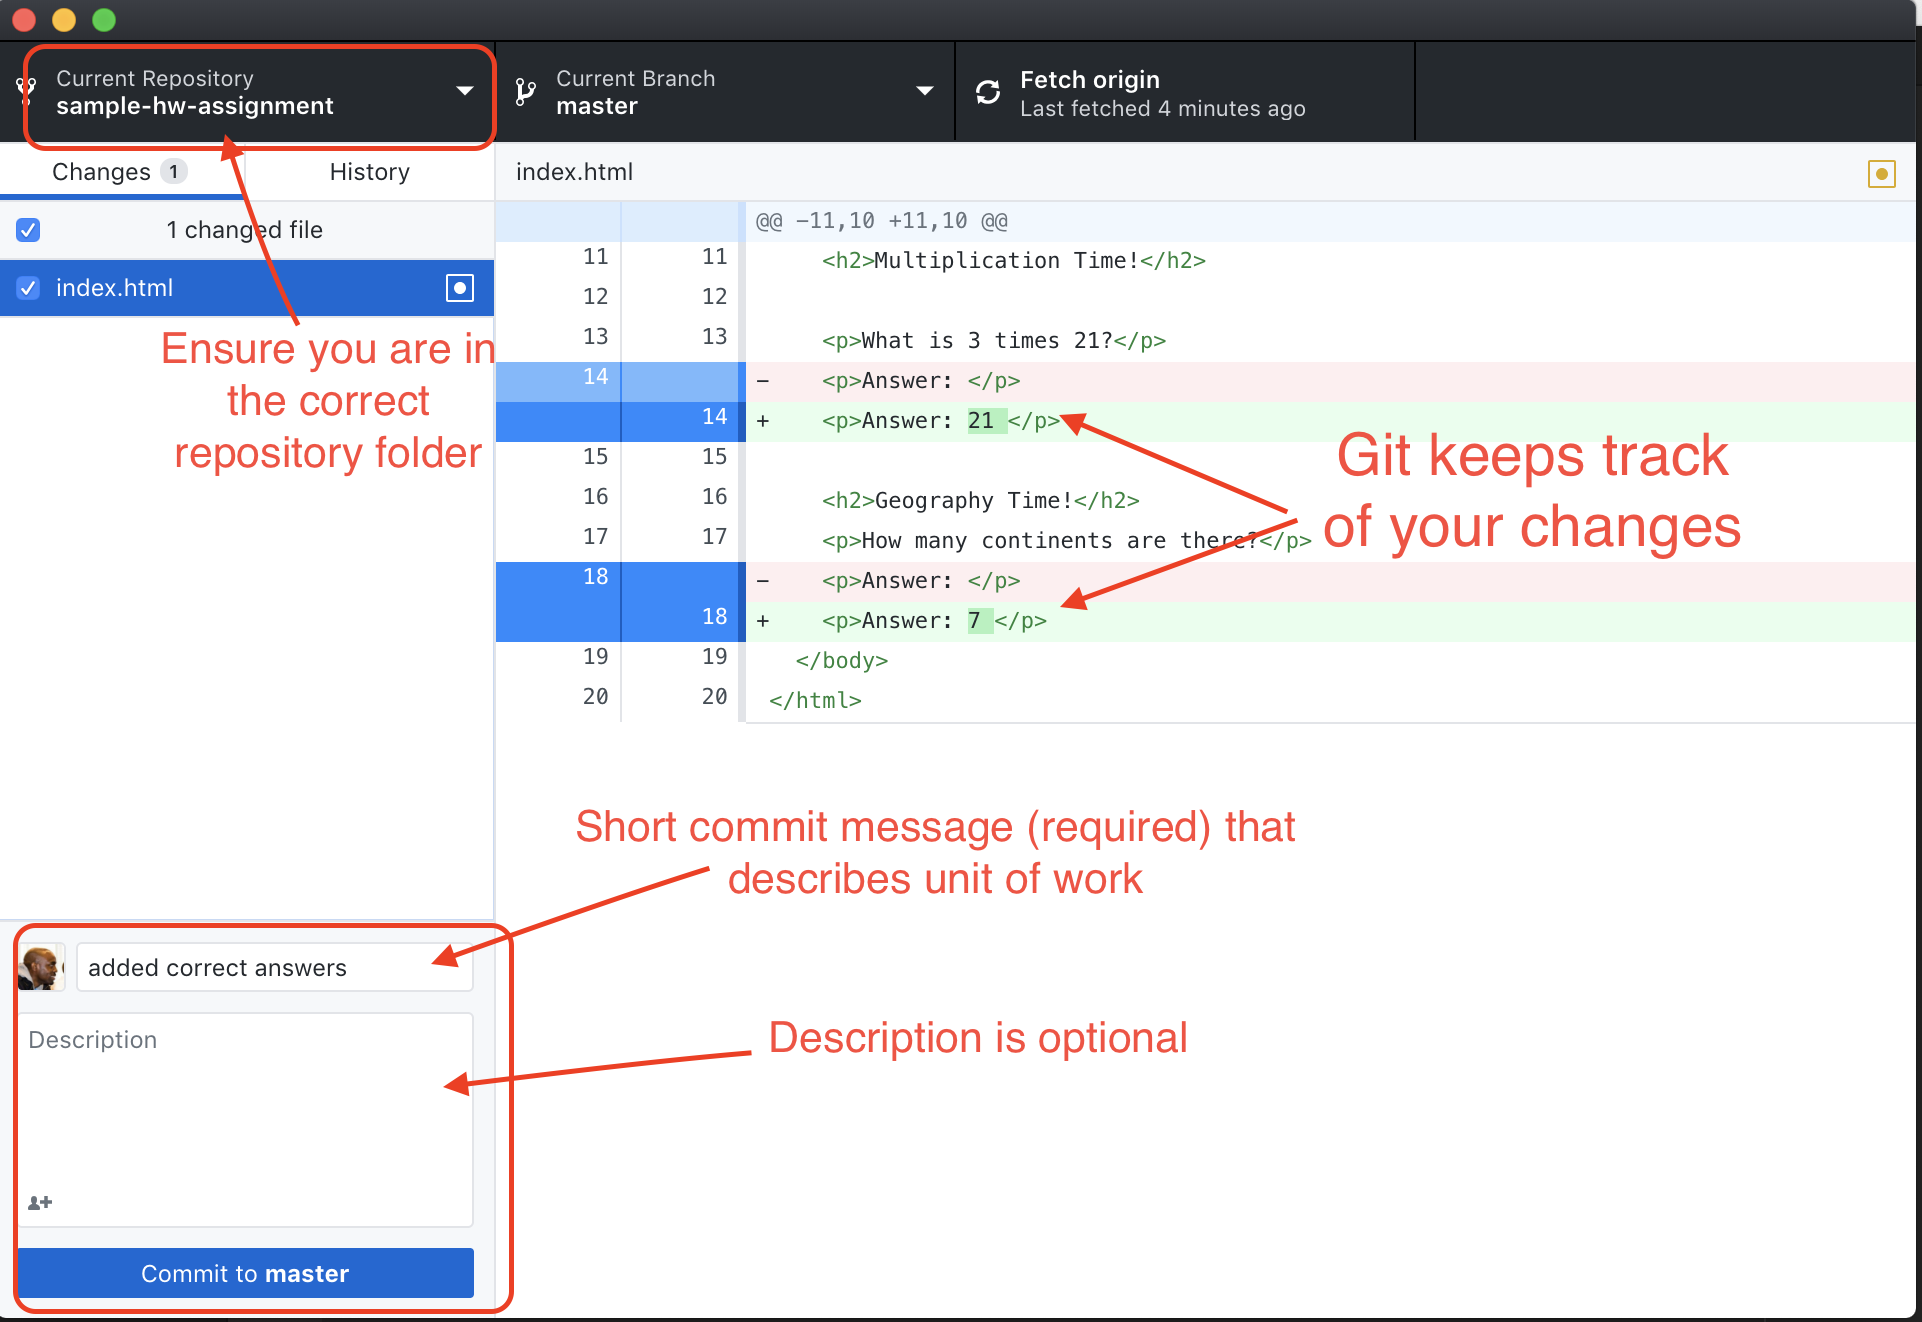 Current Repository
sample-hw-assignment
Current Branch
master
Fetch origin
Last fetched 4 minutes ago
Changes 1
History
index.html
1 changed file
index.html
Ensure you are in
the correct
repository folder
@@ -11,10 +11,10 @@
11 11 <h2>Multiplication Time!</h2>
12 12
13 13 <p>What is 3 times 21?</p>
14 - <p>Answer: </p>
14 + <p>Answer: 21 </p>
15 15
16 16 <h2>Geography Time!</h2>
17 17 <p>How many continents are there?</p>
18 - <p>Answer: </p>
18 + <p>Answer: 7 </p>
19 19 </body>
20 20 </html>
Git keeps track
of your changes
Short commit message (required) that
describes unit of work
added correct answers
Description is optional
Description
Commit to master